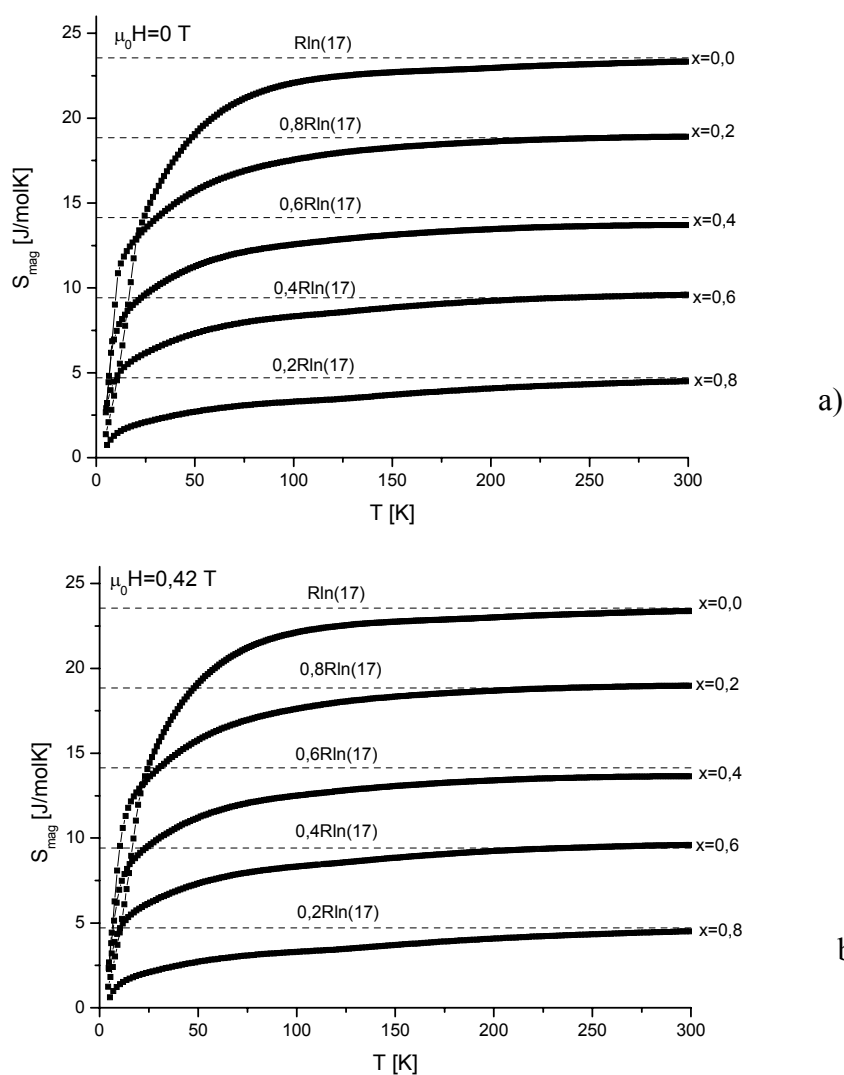 μ₀H=0 T
25
20
15
10
5
0
S_mag [J/molK]
Rln(17)
x=0,0
0,8Rln(17)
x=0,2
0,6Rln(17)
x=0,4
0,4Rln(17)
x=0,6
0,2Rln(17)
x=0,8
0 50 100 150 200 250 300
T [K]
a)
μ₀H=0,42 T
25
20
15
10
5
0
S_mag [J/molK]
Rln(17)
x=0,0
0,8Rln(17)
x=0,2
0,6Rln(17)
x=0,4
0,4Rln(17)
x=0,6
0,2Rln(17)
x=0,8
0 50 100 150 200 250 300
T [K]